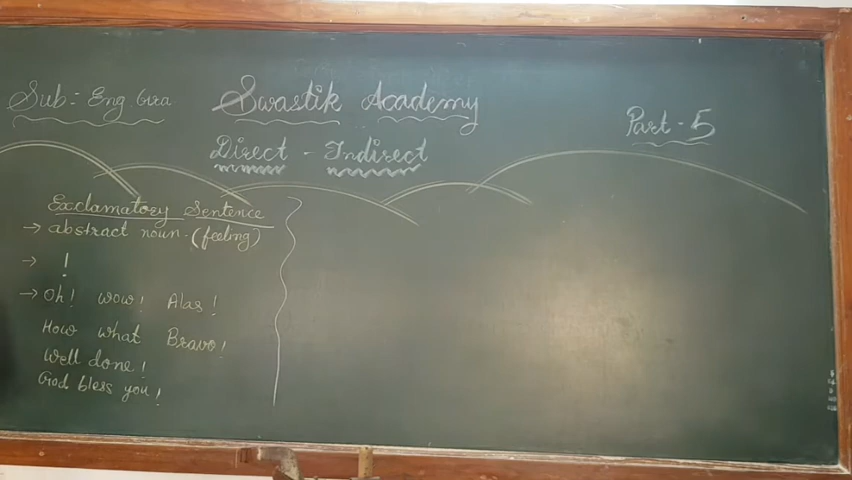 Sub:- Eng. Gra
Swastik Academy
Part - 5
Direct - Indirect
Exclamatory Sentence
→ abstract noun. (feeling)
→ !
→ Oh! wow! Alas!
How what Bravo!
Well done!
God bless you!